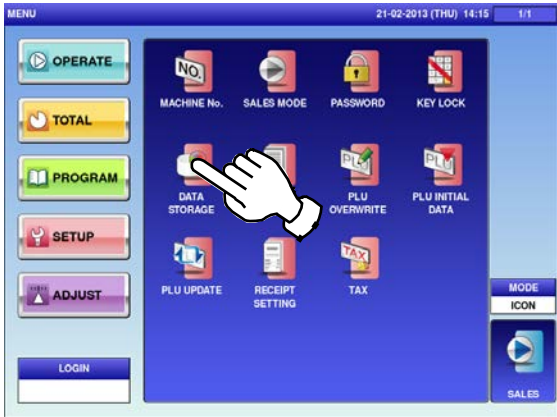 MENU
21-02-2013 (THU) 14:15
1/1
OPERATE
TOTAL
PROGRAM
SETUP
ADJUST
LOGIN
NO.
MACHINE No.
SALES MODE
PASSWORD
KEY LOCK
DATA
STORAGE
PLU
PLU
OVERWRITE
PLU
PLU INITIAL
DATA
PLU UPDATE
RECEIPT
SETTING
TAX
TAX
MODE
ICON
SALES